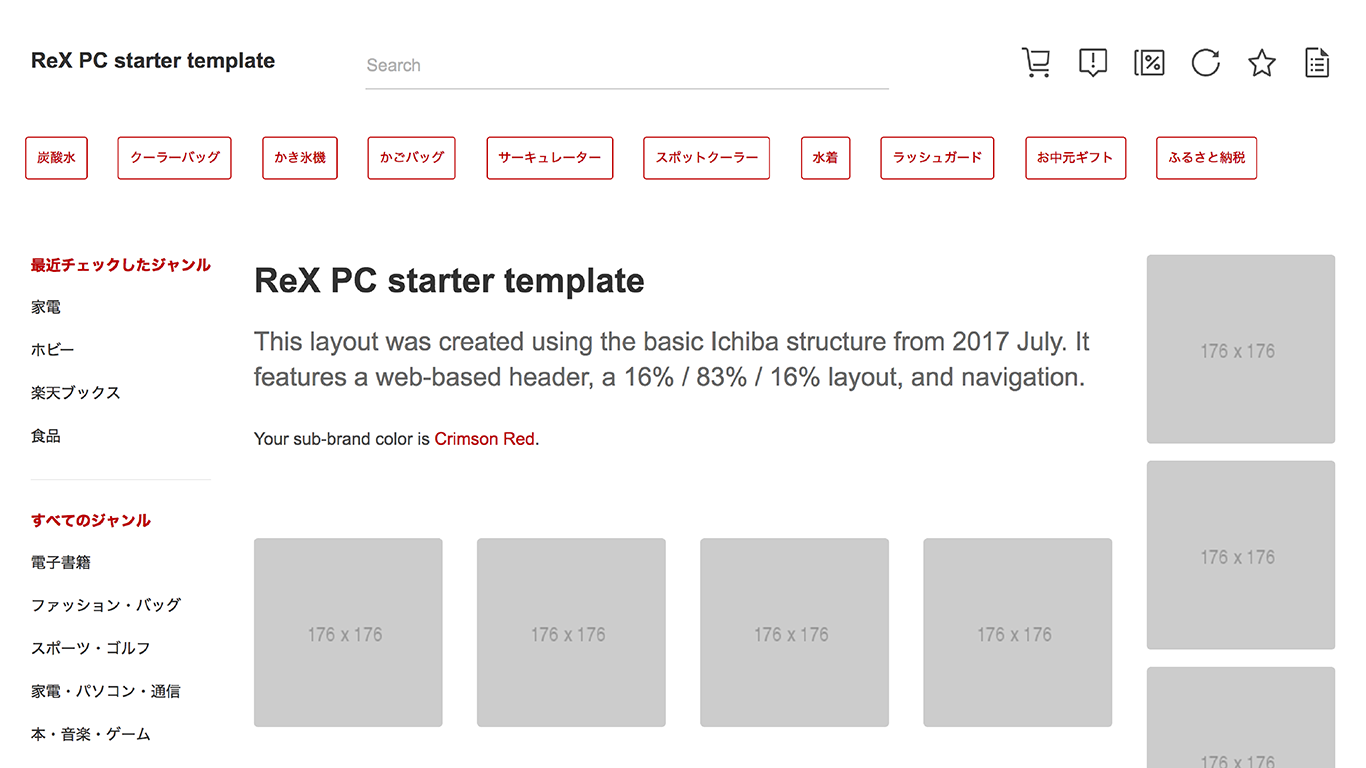 ReX PC starter template
Search
炭酸水
クーラーバッグ
かき氷機
かごバッグ
サーキュレーター
スポットクーラー
水着
ラッシュガード
お中元ギフト
ふるさと納税
最近チェックしたジャンル
家電
ホビー
楽天ブックス
食品
すべてのジャンル
電子書籍
ファッション・バッグ
スポーツ・ゴルフ
家電・パソコン・通信
本・音楽・ゲーム
ReX PC starter template
This layout was created using the basic Ichiba structure from 2017 July. It
features a web-based header, a 16% / 83% / 16% layout, and navigation.
Your sub-brand color is Crimson Red.
176 x 176
176 x 176
176 x 176
176 x 176
176 x 176
176 x 176
176 x 176